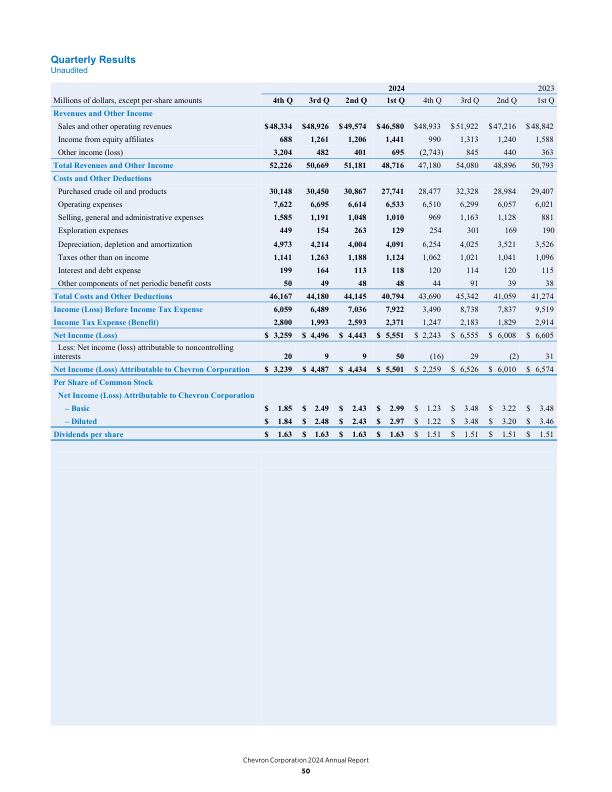 Quarterly Results
Unaudited
2024 2023
Millions of dollars, except per-share amounts 4th Q 3rd Q 2nd Q 1st Q 4th Q 3rd Q 2nd Q 1st Q
Revenues and Other Income
Sales and other operating revenues $48,334 $48,926 $49,574 $46,580 $48,933 $51,922 $47,216 $48,842
Income from equity affiliates 688 1,261 1,206 1,441 990 1,313 1,240 1,588
Other income (loss) 3,204 482 401 695 (2,743) 845 440 363
Total Revenues and Other Income 52,226 50,669 51,181 48,716 47,180 54,080 48,896 50,793
Costs and Other Deductions
Purchased crude oil and products 30,148 30,450 30,867 27,741 28,477 32,328 28,984 29,407
Operating expenses 7,622 6,695 6,614 6,533 6,510 6,299 6,057 6,021
Selling, general and administrative expenses 1,585 1,191 1,048 1,010 969 1,163 1,128 881
Exploration expenses 449 154 263 129 254 301 169 190
Depreciation, depletion and amortization 4,973 4,214 4,004 4,091 6,254 4,025 3,521 3,526
Taxes other than on income 1,141 1,263 1,188 1,124 1,062 1,021 1,041 1,096
Interest and debt expense 199 164 113 118 120 114 120 115
Other components of net periodic benefit costs 50 49 48 48 44 91 39 38
Total Costs and Other Deductions 46,167 44,180 44,145 40,794 43,690 45,342 41,059 41,274
Income (Loss) Before Income Tax Expense 6,059 6,489 7,036 7,922 3,490 8,738 7,837 9,519
Income Tax Expense (Benefit) 2,800 1,993 2,593 2,371 1,247 2,183 1,829 2,914
Net Income (Loss) $ 3,259 $ 4,496 $ 4,443 $ 5,551 $ 2,243 $ 6,555 $ 6,008 $ 6,605
Less: Net income (loss) attributable to noncontrolling
interests 20 9 9 50 (16) 29 (2) 31
Net Income (Loss) Attributable to Chevron Corporation $ 3,239 $ 4,487 $ 4,434 $ 5,501 $ 2,259 $ 6,526 $ 6,010 $ 6,574
Per Share of Common Stock
Net Income (Loss) Attributable to Chevron Corporation
– Basic $ 1.85 $ 2.49 $ 2.43 $ 2.99 $ 1.23 $ 3.48 $ 3.22 $ 3.48
– Diluted $ 1.84 $ 2.48 $ 2.43 $ 2.97 $ 1.22 $ 3.48 $ 3.20 $ 3.46
Dividends per share $ 1.63 $ 1.63 $ 1.63 $ 1.63 $ 1.51 $ 1.51 $ 1.51 $ 1.51
Chevron Corporation 2024 Annual Report
50